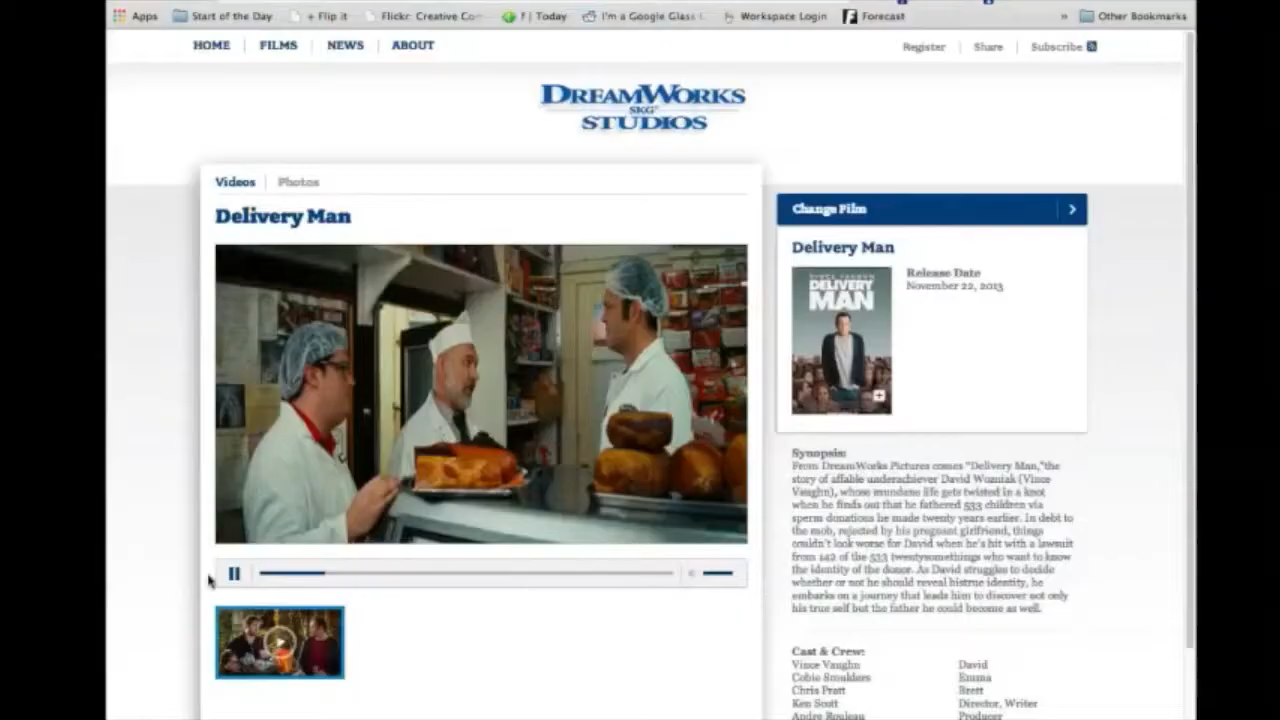 Apps Start of the Day + Flip it Flickr: Creative Co Today I'm a Google Glass Workspace Login Forecast » Other Bookmarks
HOME FILMS NEWS ABOUT Register Share Subscribe
DREAMWORKS
SKG
STUDIOS
Videos Photos
Delivery Man
Change Film
Delivery Man
VINCE VAUGHN
DELIVERY
MAN
Release Date
November 22, 2013
Synopsis:
From DreamWorks Pictures comes "Delivery Man,"the
story of affable underachiever David Wozniak (Vince
Vaughn), whose mundane life gets twisted in a knot
when he finds out that he fathered 533 children via
sperm donations he made twenty years earlier. In debt to
the mob, rejected by his pregnant girlfriend, things
couldn't look worse for David when he's hit with a lawsuit
from 142 of the 533 twentysomethings who want to know
the identity of the donor. As David struggles to decide
whether or not he should reveal histrue identity, he
embarks on a journey that leads him to discover not only
his true self but the father he could become as well.
Cast & Crew:
Vince Vaughn David
Cobie Smulders Emma
Chris Pratt Brett
Ken Scott Director, Writer
Andre Rouleau Producer